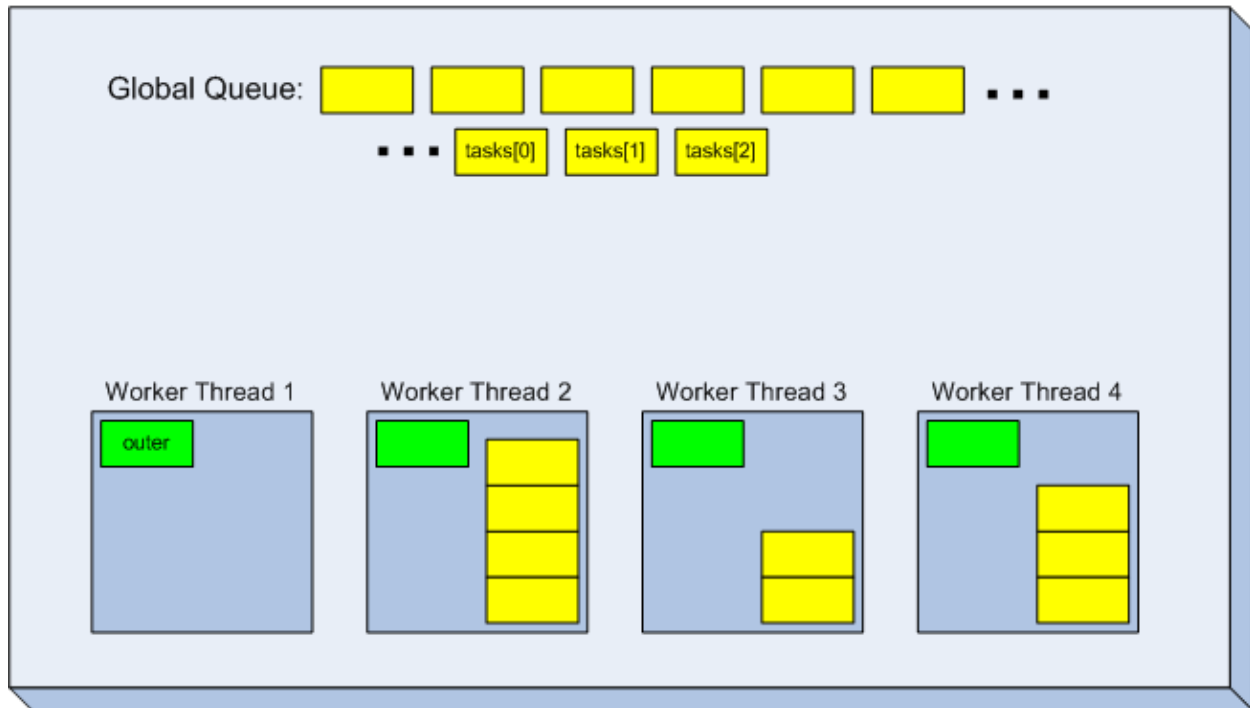 Global Queue: ▪ ▪ ▪
▪ ▪ ▪ tasks[0] tasks[1] tasks[2]
Worker Thread 1 Worker Thread 2 Worker Thread 3 Worker Thread 4
outer